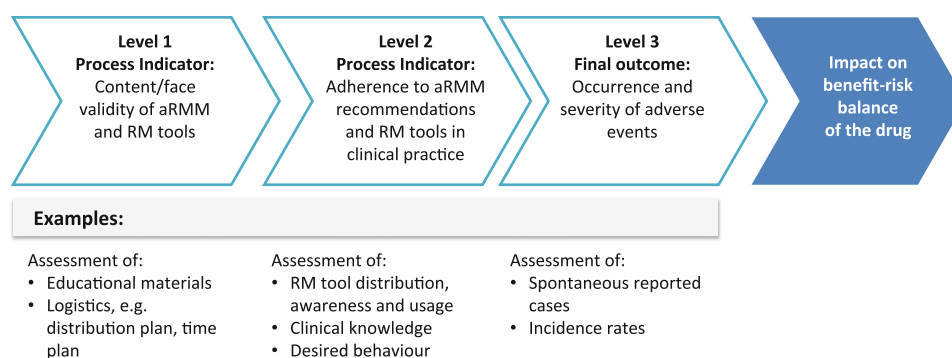 Level 1
Process Indicator:
Content/face
validity of aRMM
and RM tools
Level 2
Process Indicator:
Adherence to aRMM
recommendations
and RM tools in
clinical practice
Level 3
Final outcome:
Occurrence and
severity of adverse
events
Impact on
benefit-risk
balance
of the drug
Examples:
Assessment of:
• Educational materials
• Logistics, e.g.
distribution plan, time
plan
Assessment of:
• RM tool distribution,
awareness and usage
• Clinical knowledge
• Desired behaviour
Assessment of:
• Spontaneous reported
cases
• Incidence rates